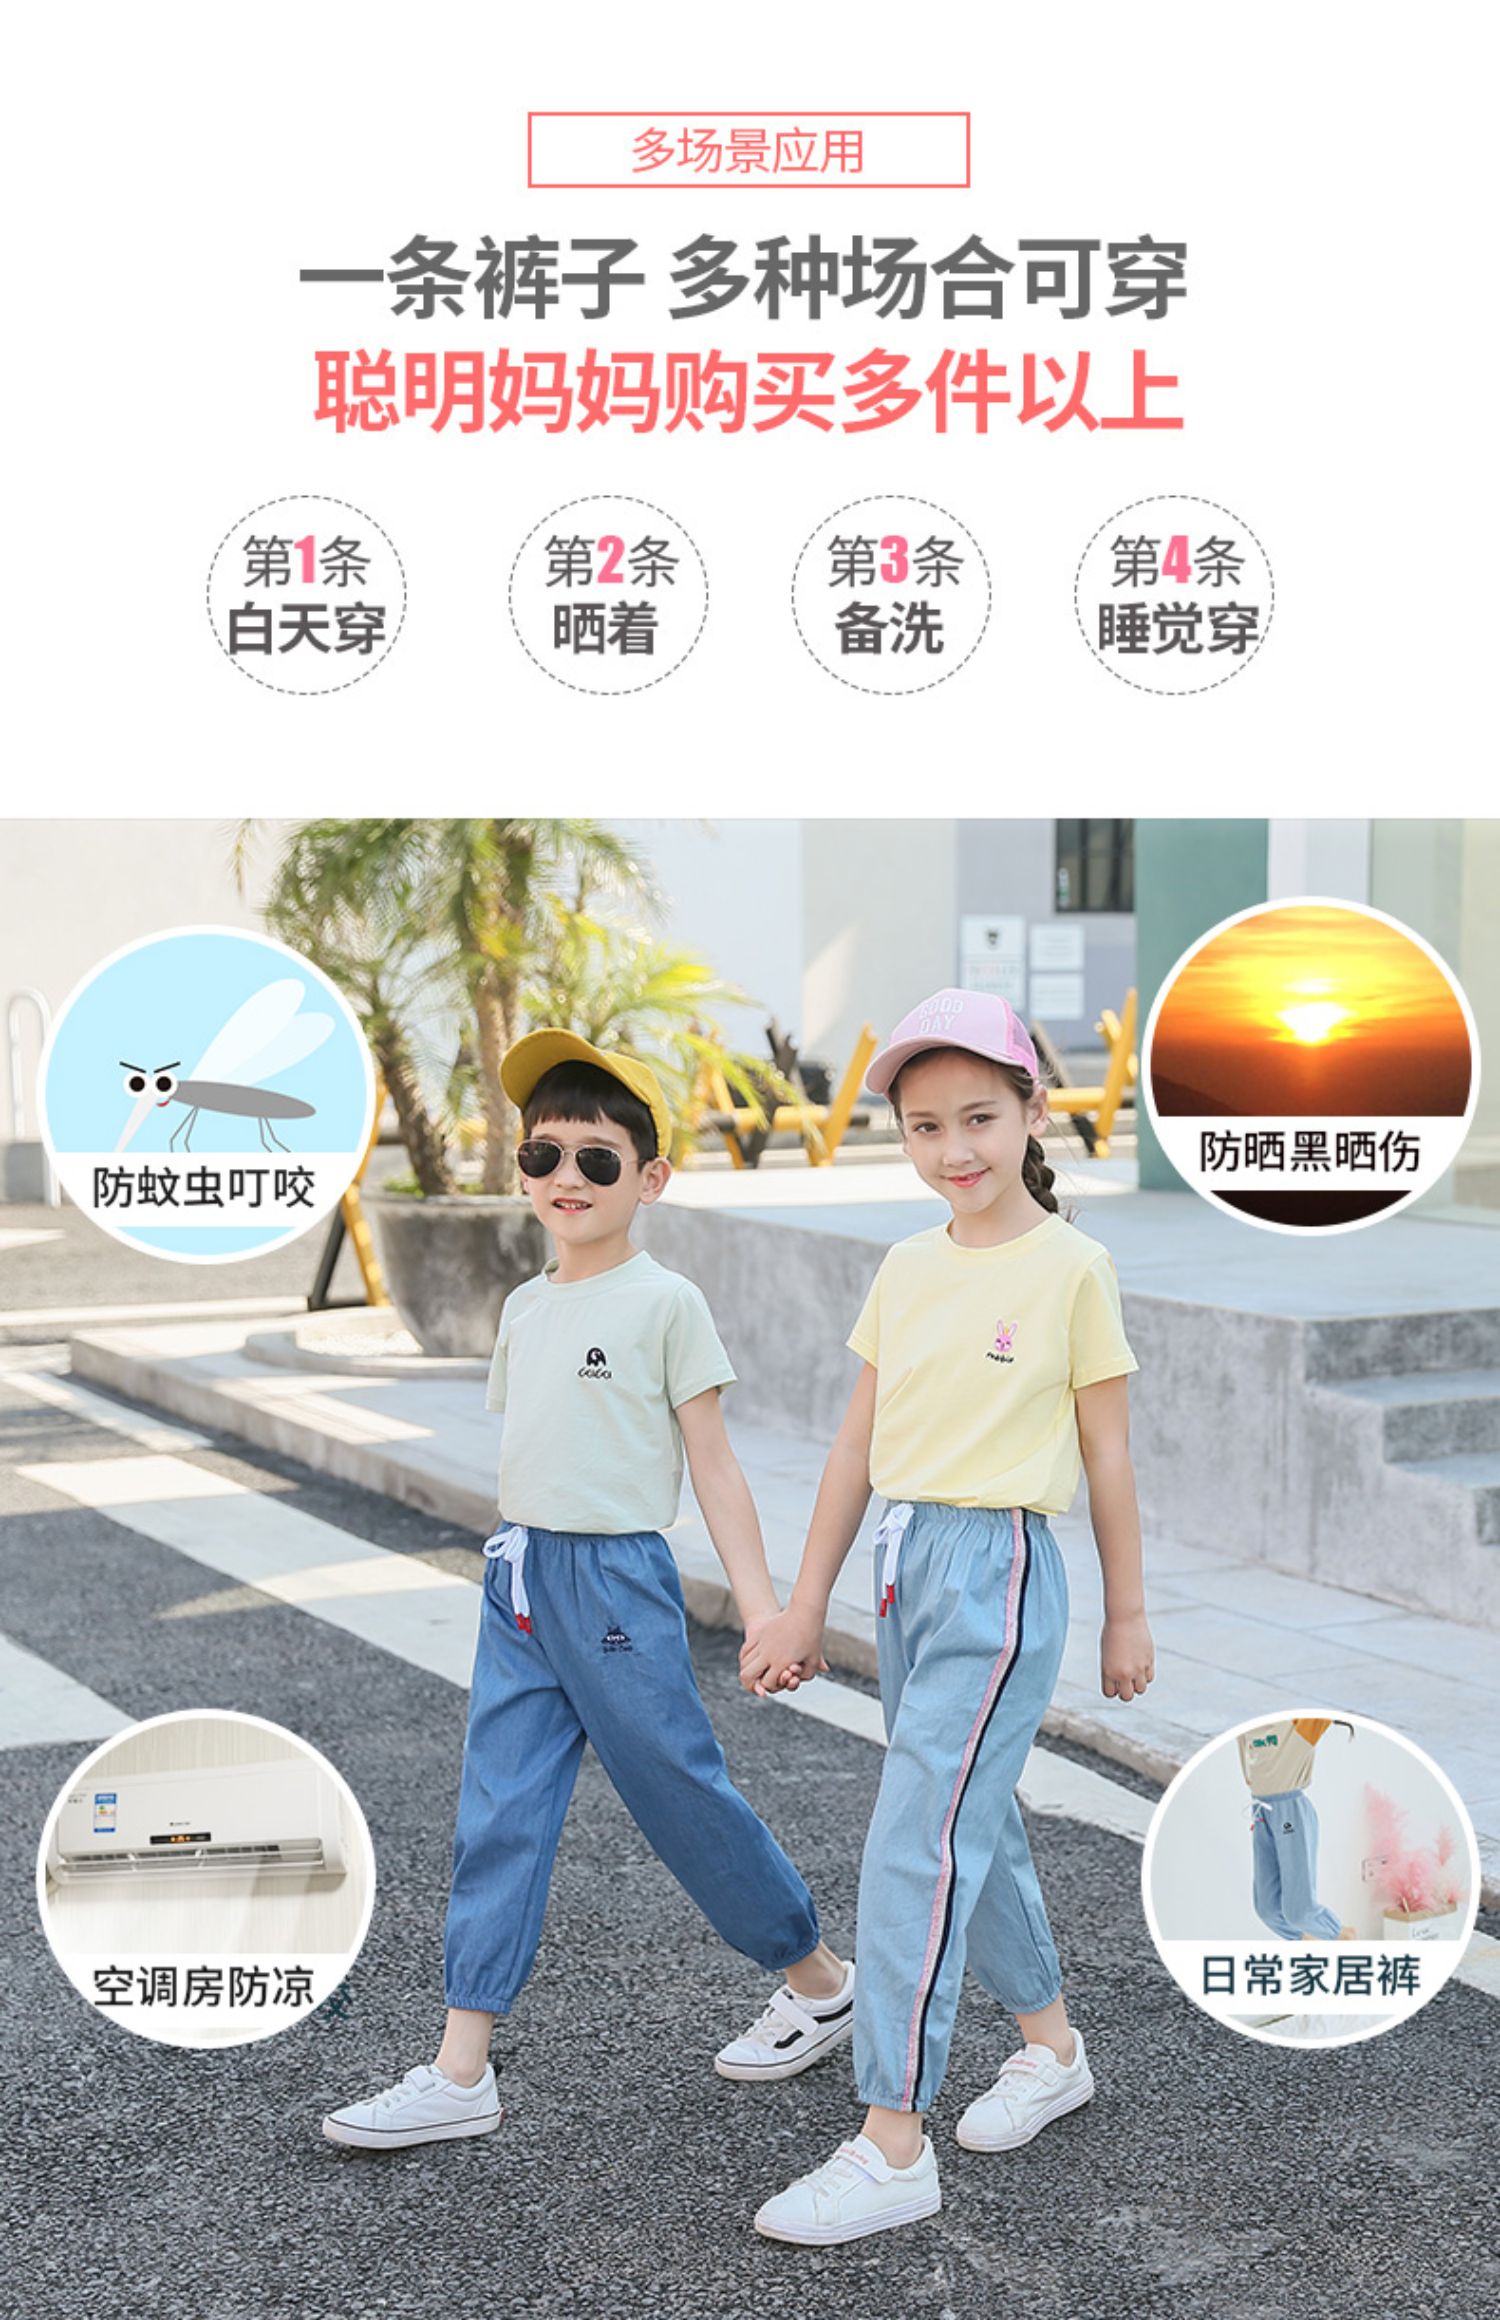 多场景应用
一条裤子 多种场合可穿
聪明妈妈购买多件以上
第1条
白天穿
第2条
晒着
第3条
备洗
第4条
睡觉穿
防蚊虫叮咬
防晒黑晒伤
GOOD
DAY
rabbit
空调房防凉
日常家居裤